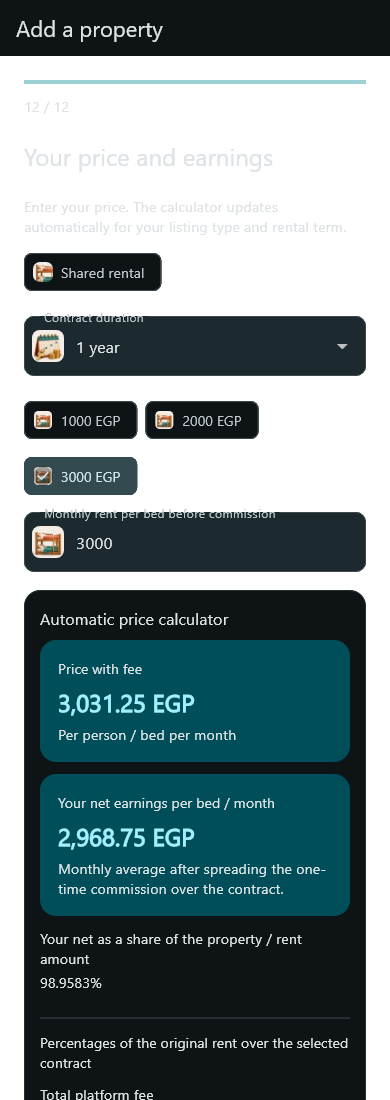 Add a property
12 / 12
Your price and earnings
Enter your price. The calculator updates
automatically for your listing type and rental term.
Shared rental
Contract duration
1 year
1000 EGP
2000 EGP
3000 EGP
Monthly rent per bed before commission
3000
Automatic price calculator
Price with fee
3,031.25 EGP
Per person / bed per month
Your net earnings per bed / month
2,968.75 EGP
Monthly average after spreading the one-
time commission over the contract.
Your net as a share of the property / rent
amount
98.9583%
Percentages of the original rent over the selected
contract
Total platform fee